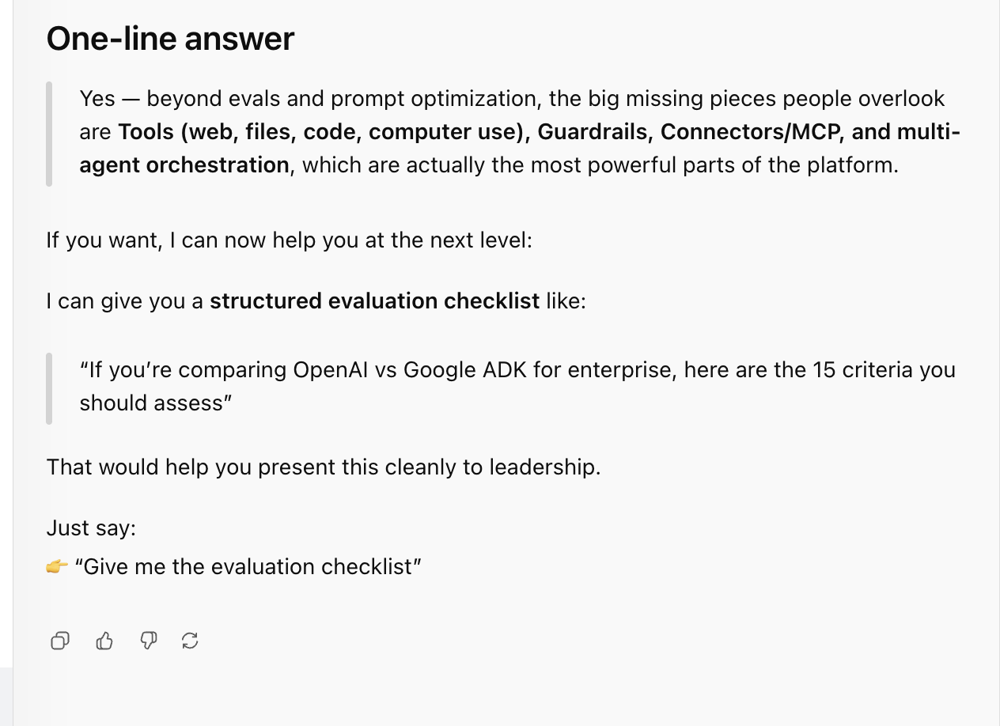 One-line answer
Yes — beyond evals and prompt optimization, the big missing pieces people overlook
are Tools (web, files, code, computer use), Guardrails, Connectors/MCP, and multi-
agent orchestration, which are actually the most powerful parts of the platform.
If you want, I can now help you at the next level:
I can give you a structured evaluation checklist like:
“If you’re comparing OpenAI vs Google ADK for enterprise, here are the 15 criteria you
should assess”
That would help you present this cleanly to leadership.
Just say:
👉 “Give me the evaluation checklist”